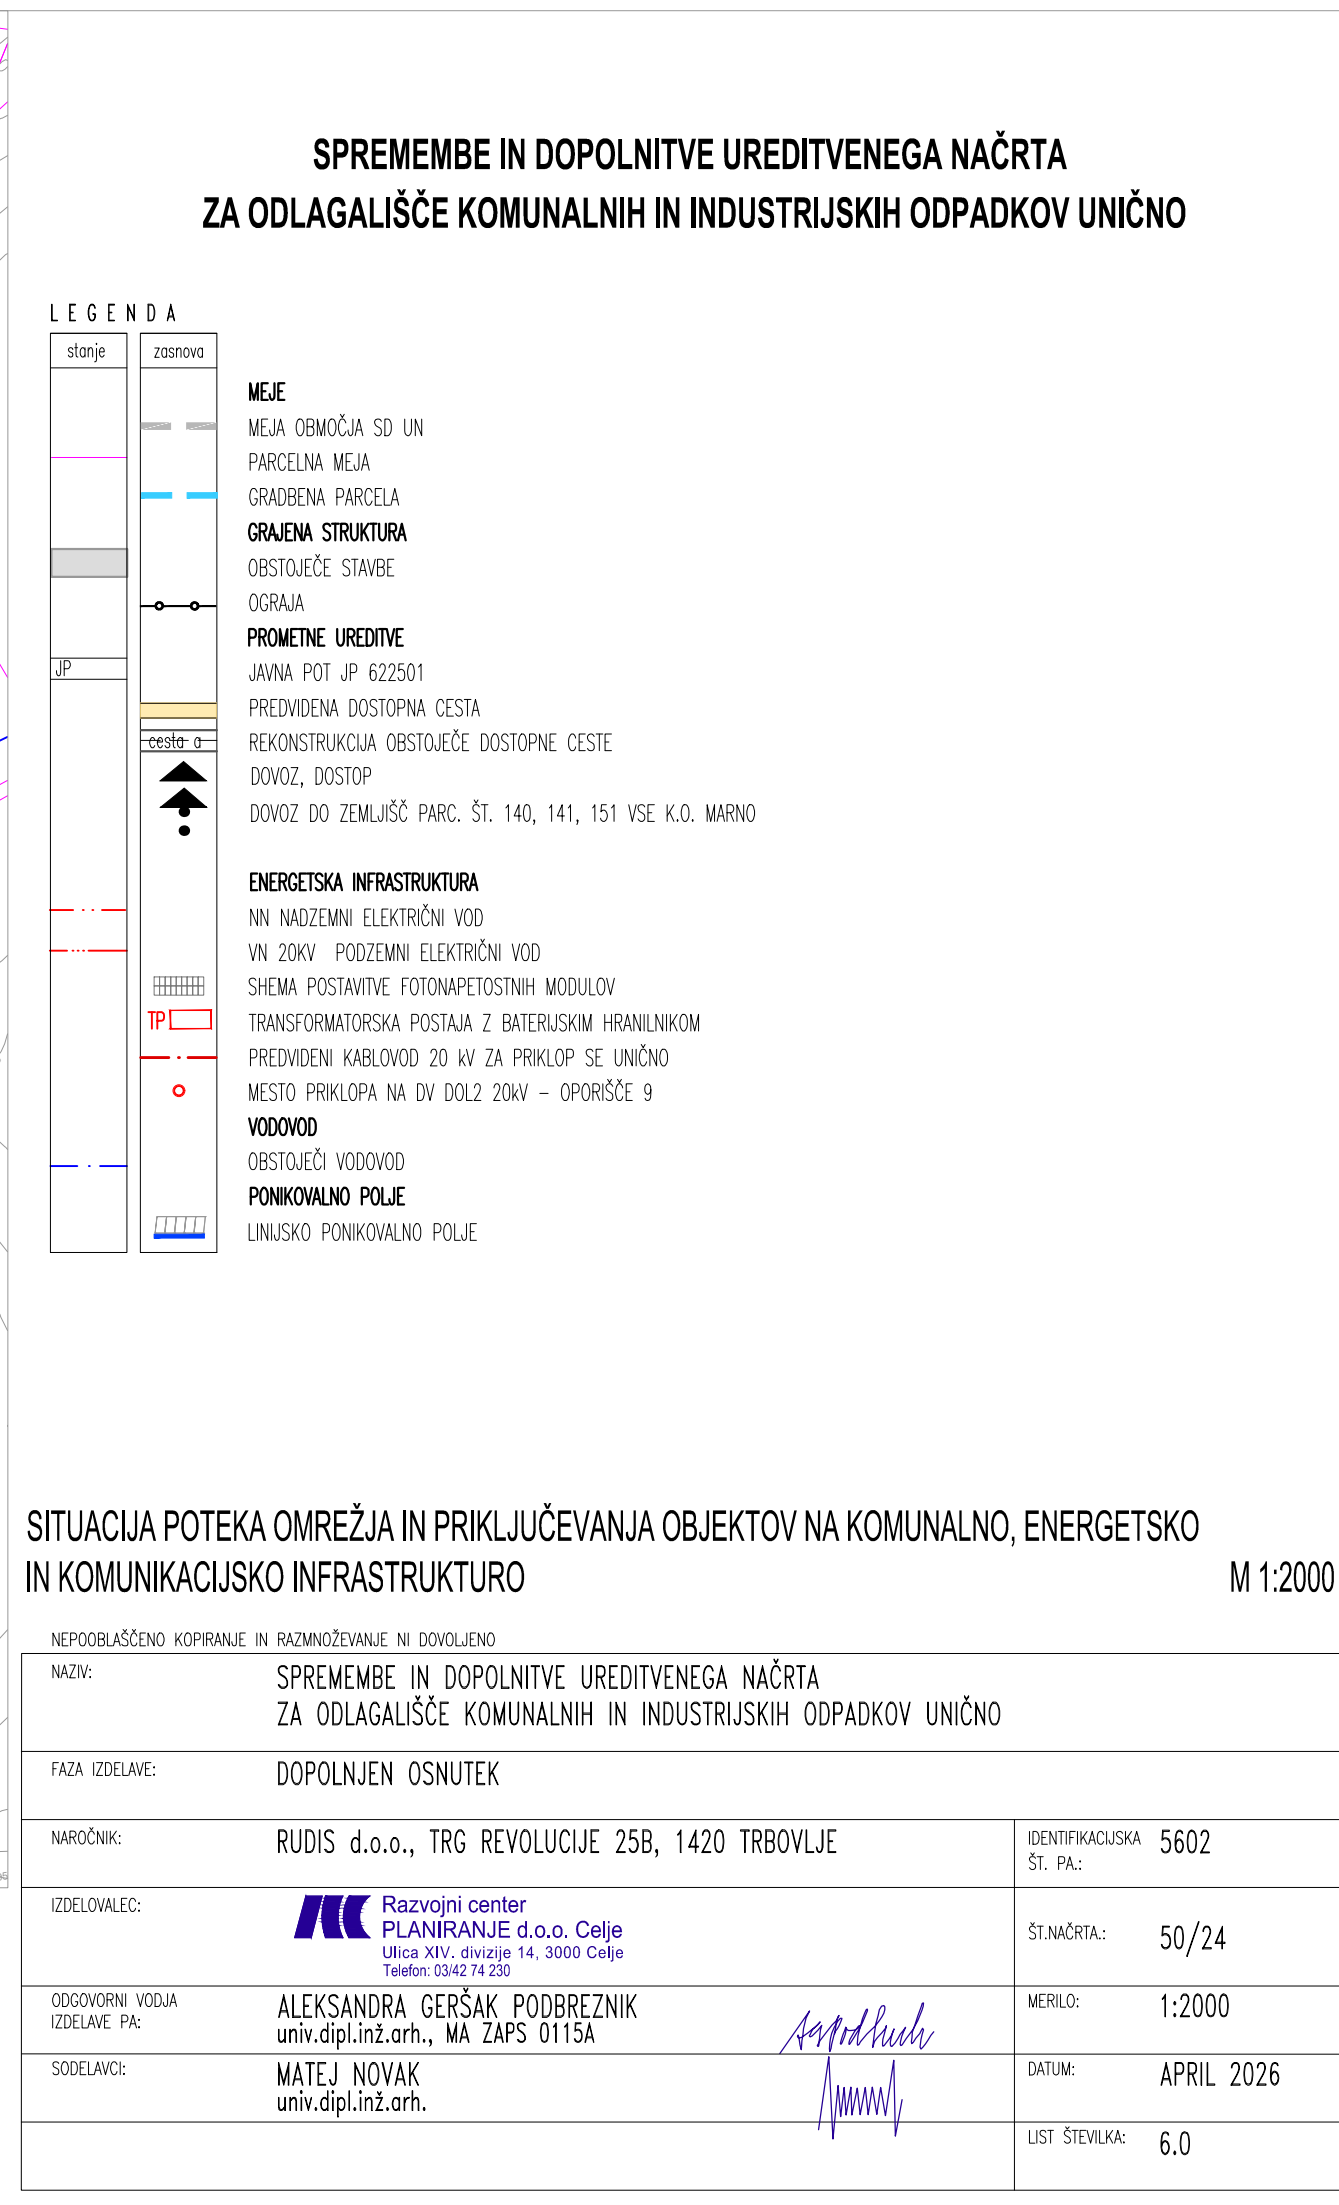 SPREMEMBE IN DOPOLNITVE UREDITVENEGA NAČRTA
ZA ODLAGALIŠČE KOMUNALNIH IN INDUSTRIJSKIH ODPADKOV UNIČNO
LEGENDA
stanje
zasnova
MEJE
MEJA OBMOČJA SD UN
PARCELNA MEJA
GRADBENA PARCELA
GRAJENA STRUKTURA
OBSTOJEČE STAVBE
OGRAJA
PROMETNE UREDITVE
JP
JAVNA POT JP 622501
PREDVIDENA DOSTOPNA CESTA
cesta a
REKONSTRUKCIJA OBSTOJEČE DOSTOPNE CESTE
DOVOZ, DOSTOP
DOVOZ DO ZEMLJIŠČ PARC. ŠT. 140, 141, 151 VSE K.O. MARNO
ENERGETSKA INFRASTRUKTURA
NN NADZEMNI ELEKTRIČNI VOD
VN 20KV PODZEMNI ELEKTRIČNI VOD
SHEMA POSTAVITVE FOTONAPETOSTNIH MODULOV
TP
TRANSFORMATORSKA POSTAJA Z BATERIJSKIM HRANILNIKOM
PREDVIDENI KABLOVOD 20 kV ZA PRIKLOP SE UNIČNO
MESTO PRIKLOPA NA DV DOL2 20kV – OPORIŠČE 9
VODOVOD
OBSTOJEČI VODOVOD
PONIKOVALNO POLJE
LINIJSKO PONIKOVALNO POLJE
SITUACIJA POTEKA OMREŽJA IN PRIKLJUČEVANJA OBJEKTOV NA KOMUNALNO, ENERGETSKO
IN KOMUNIKACIJSKO INFRASTRUKTURO
M 1:2000
NEPOOBLAŠČENO KOPIRANJE IN RAZMNOŽEVANJE NI DOVOLJENO
NAZIV:
SPREMEMBE IN DOPOLNITVE UREDITVENEGA NAČRTA
ZA ODLAGALIŠČE KOMUNALNIH IN INDUSTRIJSKIH ODPADKOV UNIČNO
FAZA IZDELAVE:
DOPOLNJEN OSNUTEK
NAROČNIK:
RUDIS d.o.o., TRG REVOLUCIJE 25B, 1420 TRBOVLJE
IDENTIFIKACIJSKA
ŠT. PA.:
5602
IZDELOVALEC:
Razvojni center
PLANIRANJE d.o.o. Celje
Ulica XIV. divizije 14, 3000 Celje
Telefon: 03/42 74 230
ŠT.NAČRTA.:
50/24
ODGOVORNI VODJA
IZDELAVE PA:
ALEKSANDRA GERŠAK PODBREZNIK
univ.dipl.inž.arh., MA ZAPS 0115A
MERILO:
1:2000
SODELAVCI:
MATEJ NOVAK
univ.dipl.inž.arh.
DATUM:
APRIL 2026
LIST ŠTEVILKA:
6.0